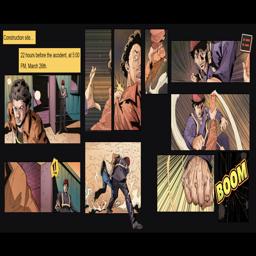 Construction site...
22 hours before the accident, at 5:00
PM, March 26th.
BOOM